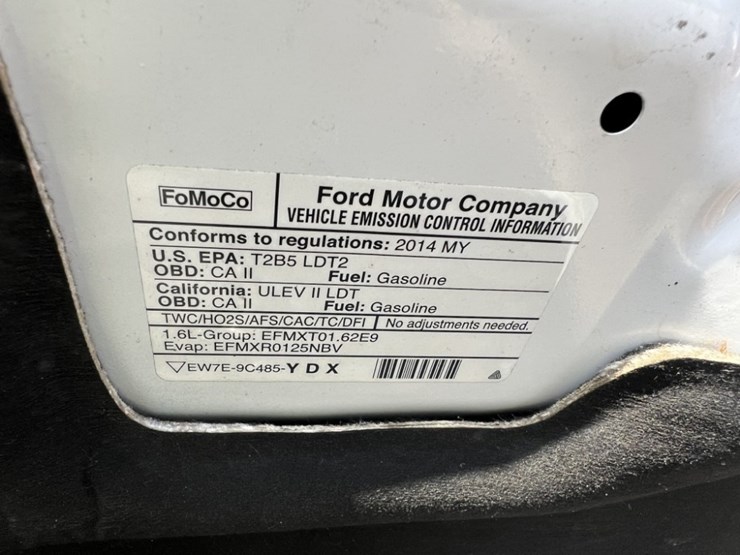 FoMoCo
Ford Motor Company
VEHICLE EMISSION CONTROL INFORMATION
Conforms to regulations: 2014 MY
U.S. EPA: T2B5 LDT2
OBD: CA II Fuel: Gasoline
California: ULEV II LDT
OBD: CA II Fuel: Gasoline
TWC/HO2S/AFS/CAC/TC/DFI No adjustments needed.
1.6L-Group: EFMXT01.62E9
Evap: EFMXR0125NBV
EW7E-9C485-Y D X